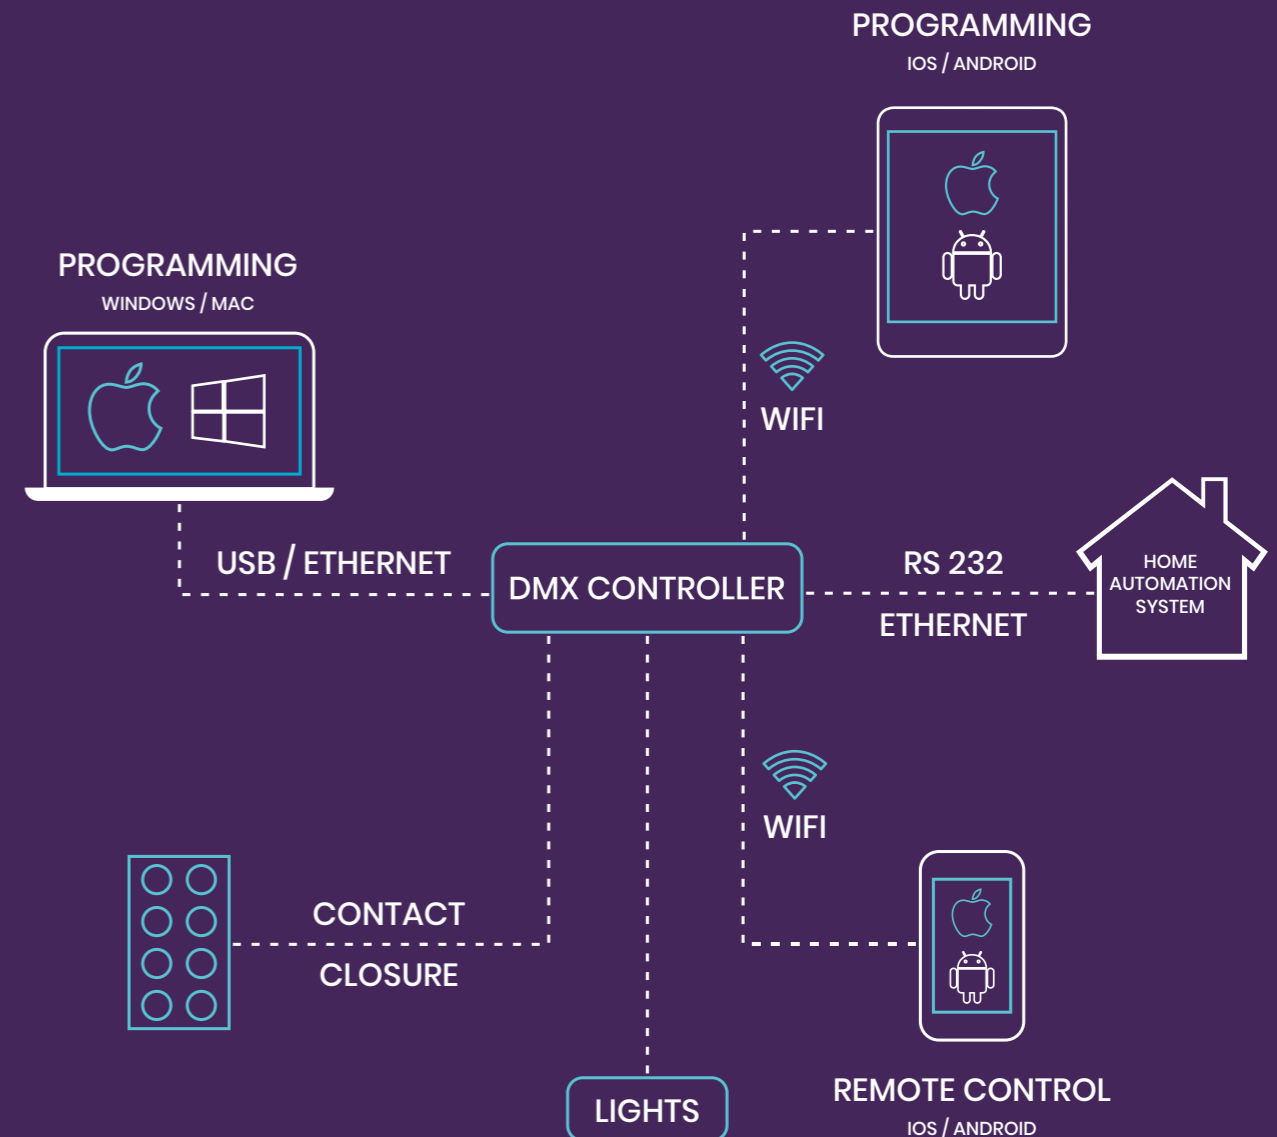 PROGRAMMING
IOS / ANDROID
PROGRAMMING
WINDOWS / MAC
WIFI
USB / ETHERNET
DMX CONTROLLER
RS 232
ETHERNET
HOME
AUTOMATION
SYSTEM
WIFI
CONTACT
CLOSURE
LIGHTS
REMOTE CONTROL
IOS / ANDROID